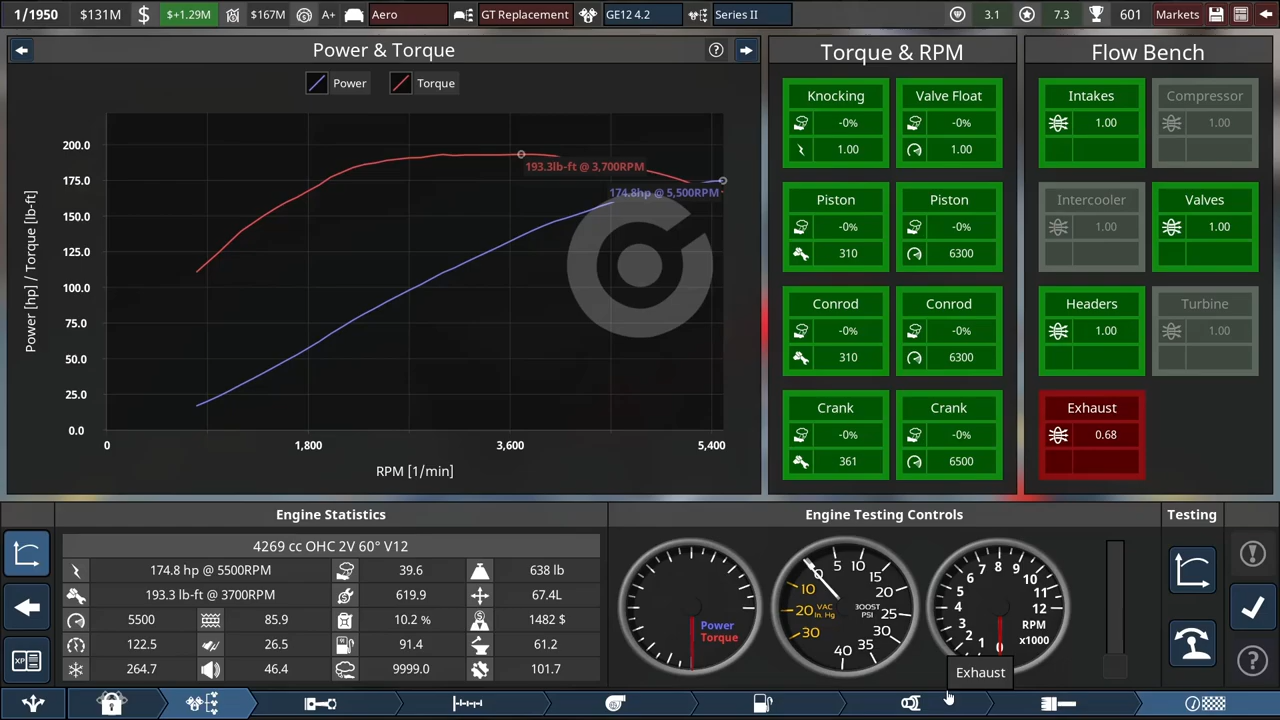 1/1950 $131M $+1.29M $167M A+ Aero GT Replacement GE12 4.2 Series II 3.1 7.3 601 Markets
Power & Torque
Power Torque
Power [hp] / Torque [lb-ft]
200.0
175.0
150.0
125.0
100.0
75.0
50.0
25.0
0.0
193.3lb-ft @ 3,700RPM
174.8hp @ 5,500RPM
0 1,800 3,600 5,400
RPM [1/min]
Torque & RPM
Knocking Valve Float
-0% -0%
1.00 1.00
Piston Piston
-0% -0%
310 6300
Conrod Conrod
-0% -0%
310 6300
Crank Crank
-0% -0%
361 6500
Flow Bench
Intakes Compressor
1.00 1.00
Intercooler Valves
1.00 1.00
Headers Turbine
1.00 1.00
Exhaust
0.68
Engine Statistics
4269 cc OHC 2V 60° V12
174.8 hp @ 5500RPM 39.6 638 lb
193.3 lb-ft @ 3700RPM 619.9 67.4L
5500 85.9 10.2 % 1482 $
122.5 26.5 91.4 61.2
264.7 46.4 9999.0 101.7
Engine Testing Controls
Power
Torque
30 20 10 0 5 10 15 20 25 30 35 40
VAC
In. Hg
BOOST
PSI
0 1 2 3 4 5 6 7 8 9 10 11 12
RPM
x1000
Testing
XP
Exhaust